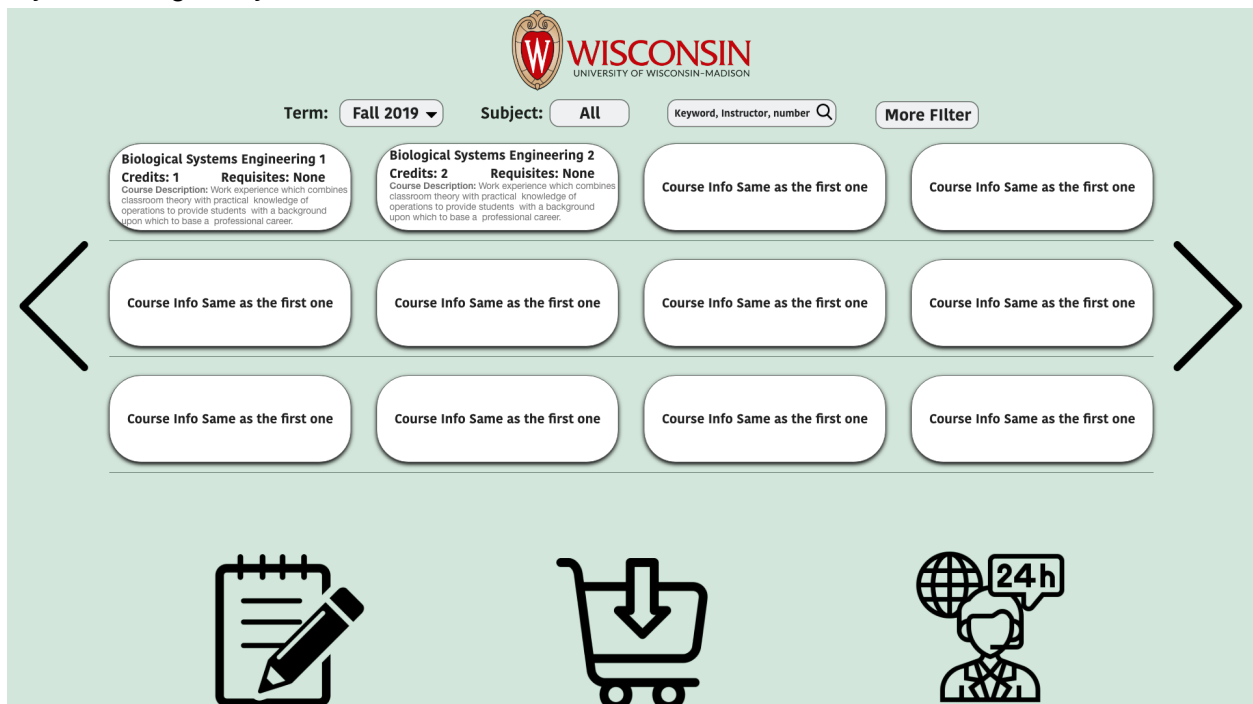 WISCONSIN
UNIVERSITY OF WISCONSIN-MADISON
Term: Fall 2019 Subject: All Keyword, Instructor, number More FIlter
Biological Systems Engineering 1
Credits: 1 Requisites: None
Course Description: Work experience which combines
classroom theory with practical knowledge of
operations to provide students with a background
upon which to base a professional career.
Biological Systems Engineering 2
Credits: 2 Requisites: None
Course Description: Work experience which combines
classroom theory with practical knowledge of
operations to provide students with a background
upon which to base a professional career.
Course Info Same as the first one
Course Info Same as the first one
Course Info Same as the first one
Course Info Same as the first one
Course Info Same as the first one
Course Info Same as the first one
Course Info Same as the first one
Course Info Same as the first one
Course Info Same as the first one
Course Info Same as the first one
24h